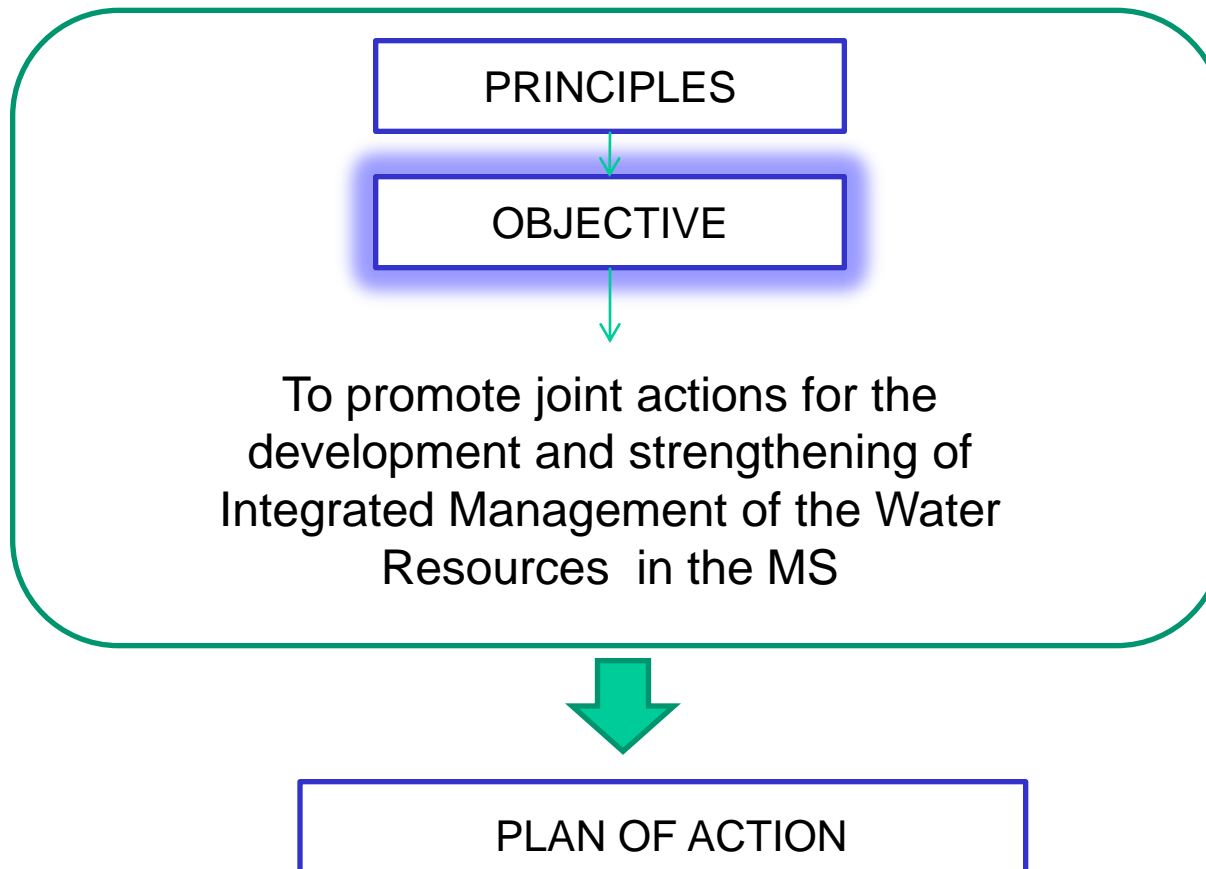 PRINCIPLES
OBJECTIVE
To promote joint actions for the
development and strengthening of
Integrated Management of the Water
Resources  in the MS
PLAN OF ACTION